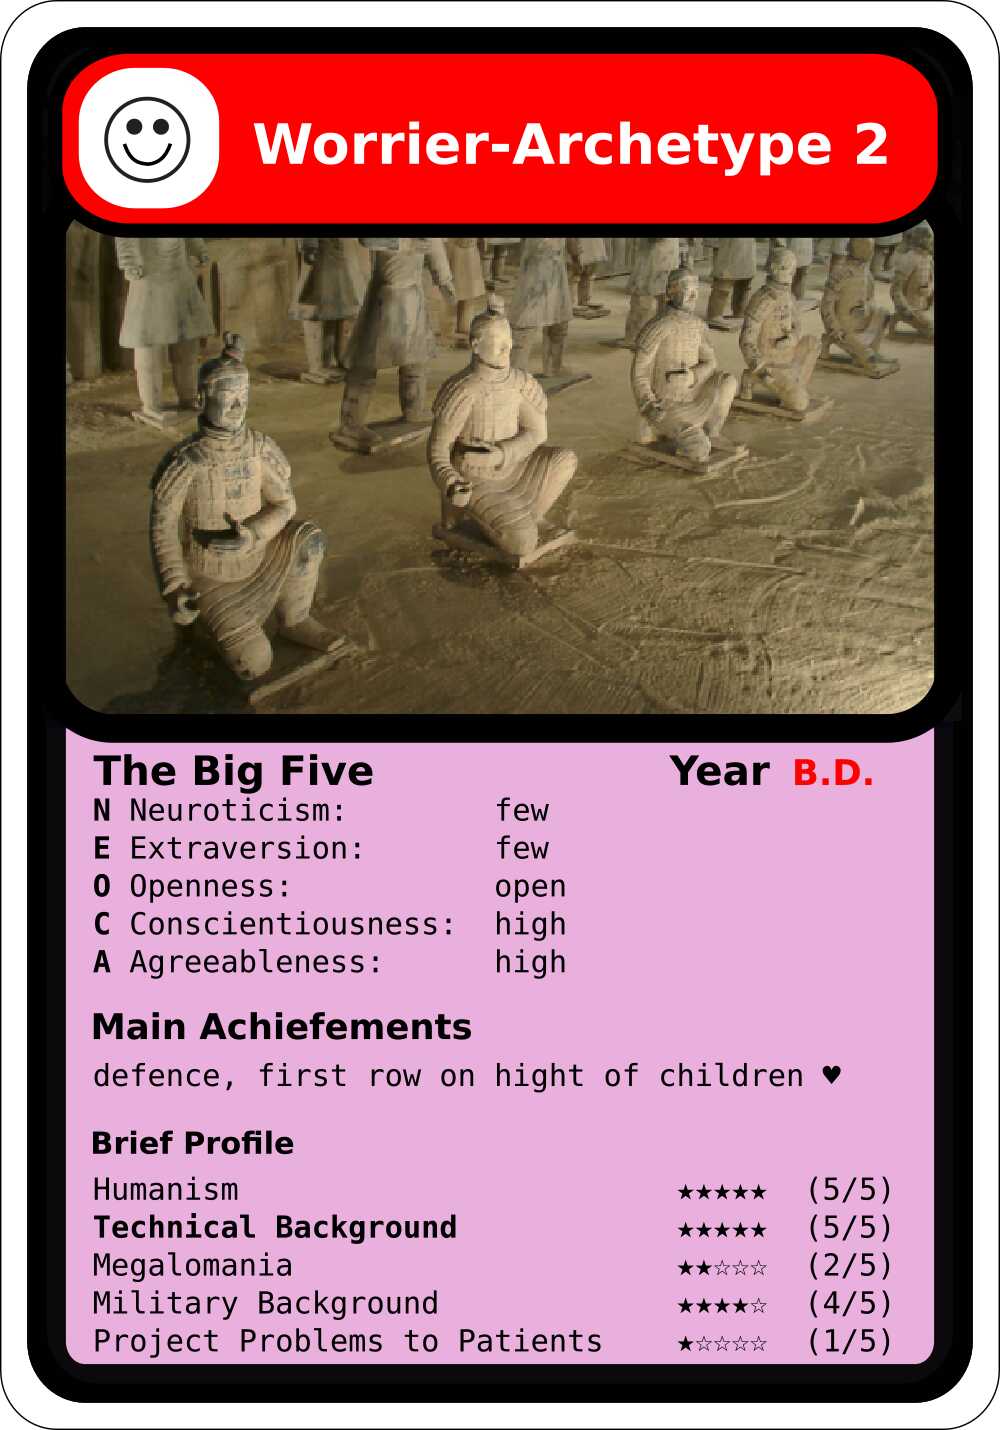 Worrier-Archetype 2
The Big Five Year B.D.
N Neuroticism: few
E Extraversion: few
O Openness: open
C Conscientiousness: high
A Agreeableness: high
Main Achiefements
defence, first row on hight of children ♥
Brief Profile
Humanism ★★★★★ (5/5)
Technical Background ★★★★★ (5/5)
Megalomania ★★☆☆☆ (2/5)
Military Background ★★★★☆ (4/5)
Project Problems to Patients ★☆☆☆☆ (1/5)